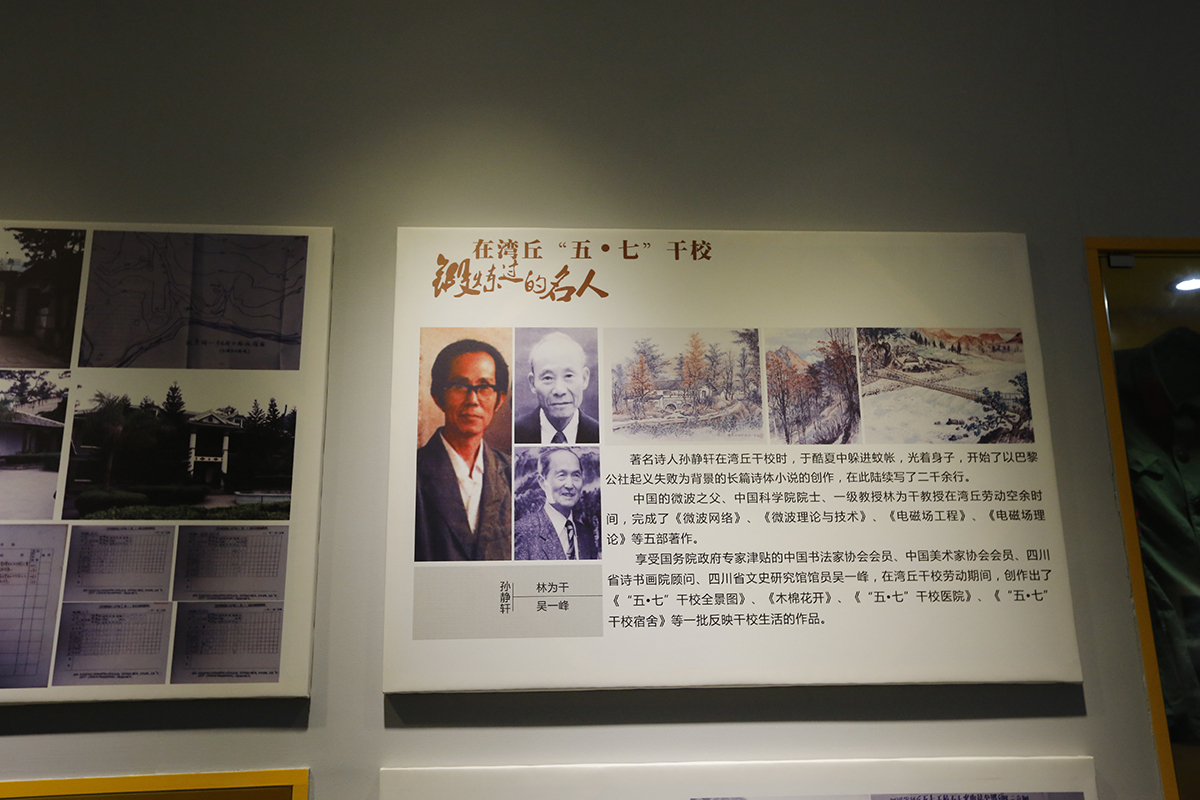 在湾丘“五•七”干校
锻炼过的名人
著名诗人孙静轩在湾丘干校时，于酷夏中躲进蚊帐，光着身子，开始了以巴黎
公社起义失败为背景的长篇诗体小说的创作，在此陆续写了二千余行。
中国的微波之父、中国科学院院士、一级教授林为干教授在湾丘劳动空余时
间，完成了《微波网络》、《微波理论与技术》、《电磁场工程》、《电磁场理
论》等五部著作。
享受国务院政府专家津贴的中国书法家协会会员、中国美术家协会会员、四川
省诗书画院顾问、四川省文史研究馆馆员吴一峰，在湾丘干校劳动期间，创作出了
《“五•七”干校全景图》、《木棉花开》、《“五•七”干校医院》、《“五•七”
干校宿舍》等一批反映干校生活的作品。
孙静轩
林为干
吴一峰